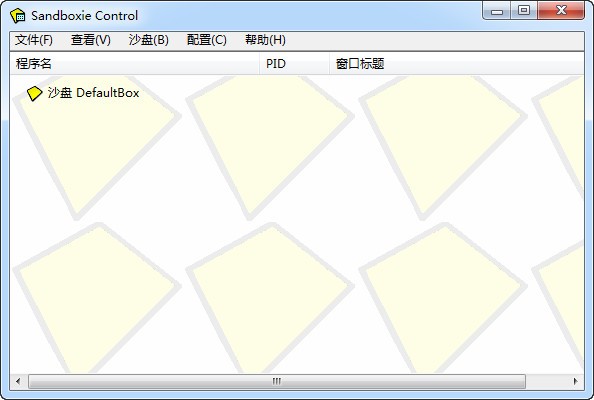 Sandboxie Control
文件(F) 查看(V) 沙盘(B) 配置(C) 帮助(H)
程序名 PID 窗口标题
沙盘 DefaultBox